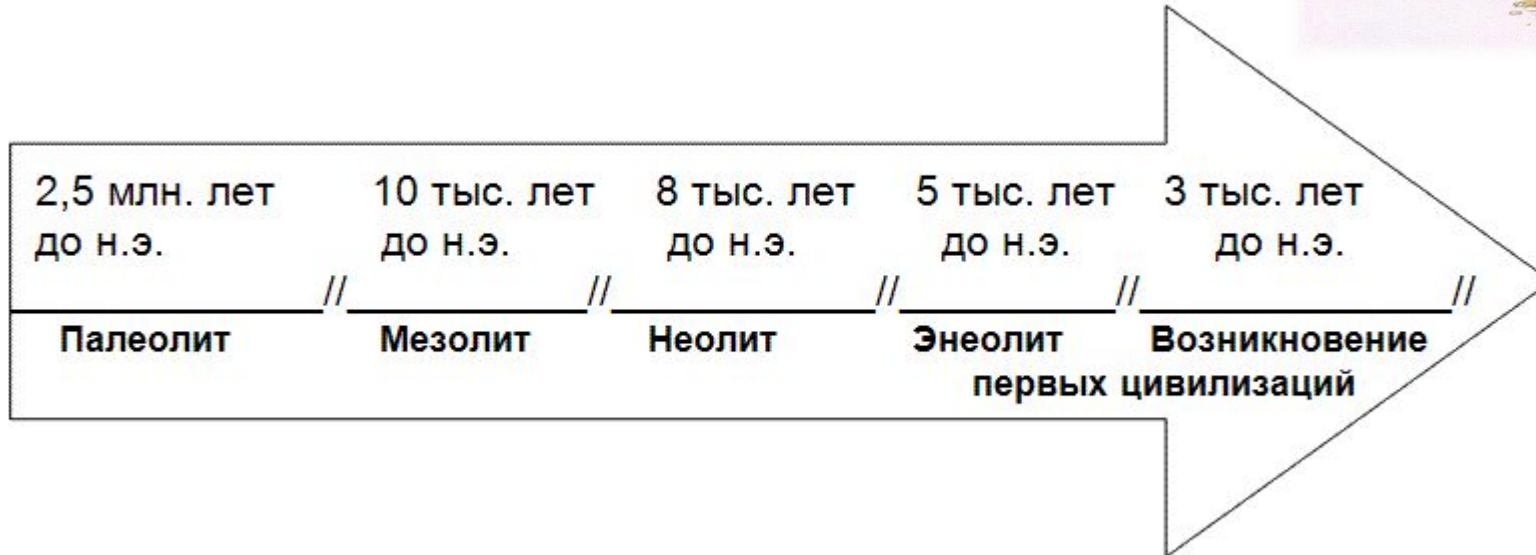 2,5 млн. лет 10 тыс. лет 8 тыс. лет 5 тыс. лет 3 тыс. лет
до н.э. до н.э. до н.э. до н.э. до н.э.
// // // // //
Палеолит Мезолит Неолит Энеолит Возникновение
первых цивилизаций